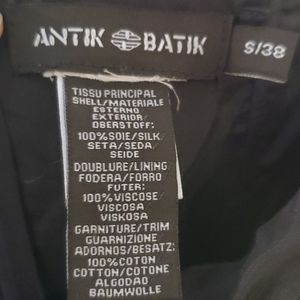 ANTIK BATIK
S/38
TISSU PRINCIPAL
SHELL/MATERIALE
ESTERNO
EXTERIOR/
OBERSTOFF:
100%SOIE/SILK
SETA/SEDA/
SEIDE
DOUBLURE/LINING
FODERA/FORRO
FUTER:
100%VISCOSE/
VISCOSA
VISKOSA
GARNITURE/TRIM
GUARNIZIONE
ADORNOS/BESATZ:
100%COTON
COTTON/COTONE
ALGODAO
BAUMWOLLE